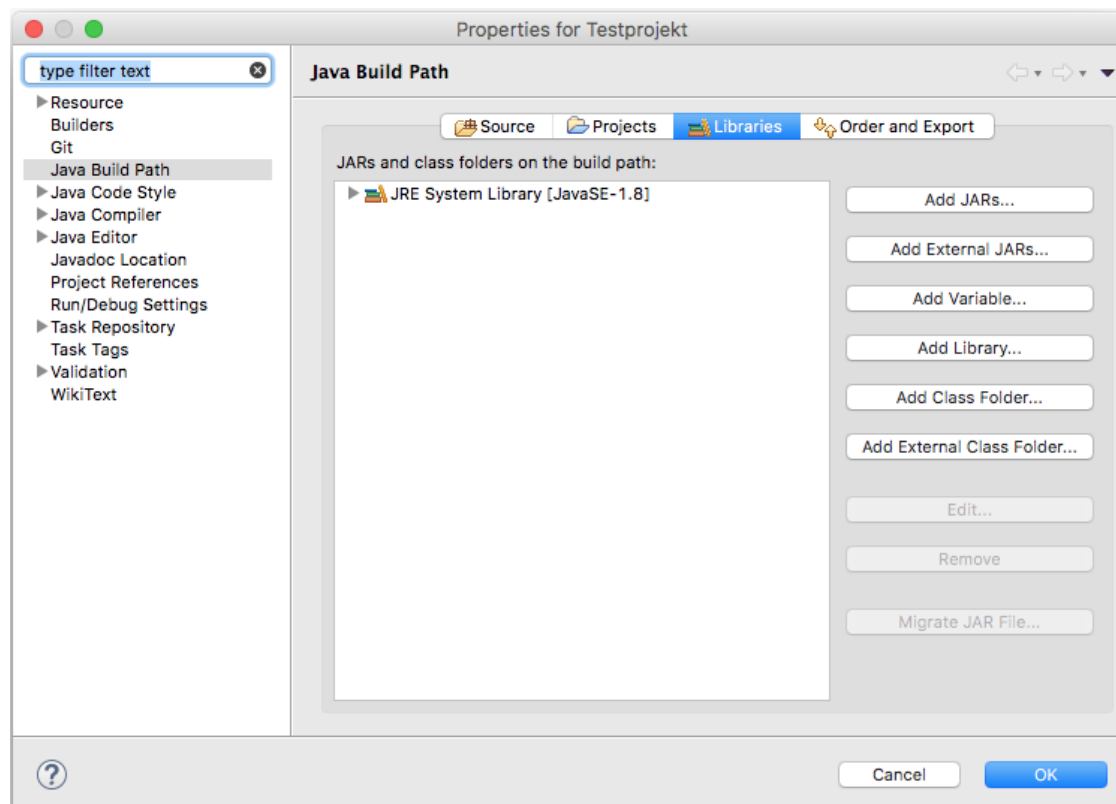 Properties for Testprojekt
type filter text
Resource
Builders
Git
Java Build Path
Java Code Style
Java Compiler
Java Editor
Javadoc Location
Project References
Run/Debug Settings
Task Repository
Task Tags
Validation
WikiText
Java Build Path
Source Projects Libraries Order and Export
JARs and class folders on the build path:
JRE System Library [JavaSE-1.8]
Add JARs...
Add External JARs...
Add Variable...
Add Library...
Add Class Folder...
Add External Class Folder...
Edit...
Remove
Migrate JAR File...
?
Cancel OK